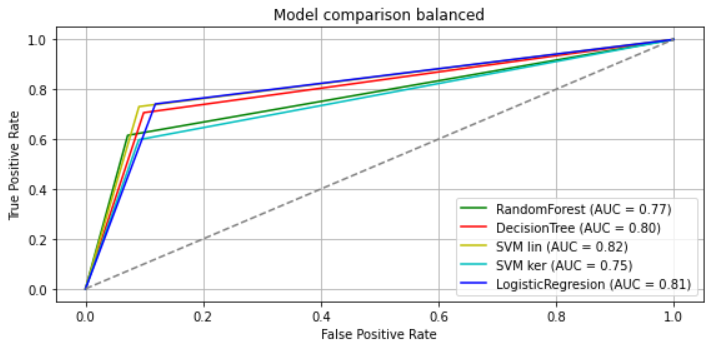 Model comparison balanced
True Positive Rate
1.0
0.8
0.6
0.4
0.2
0.0
RandomForest (AUC = 0.77)
DecisionTree (AUC = 0.80)
SVM lin (AUC = 0.82)
SVM ker (AUC = 0.75)
LogisticRegresion (AUC = 0.81)
0.0 0.2 0.4 0.6 0.8 1.0
False Positive Rate